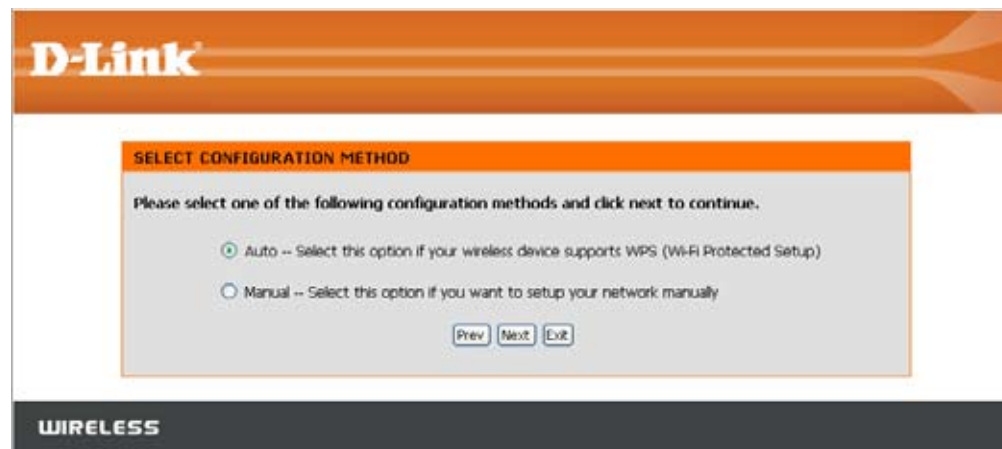 D-Link
SELECT CONFIGURATION METHOD
Please select one of the following configuration methods and click next to continue.
Auto -- Select this option if your wireless device supports WPS (Wi-Fi Protected Setup)
Manual -- Select this option if you want to setup your network manually
Prev Next Exit
WIRELESS